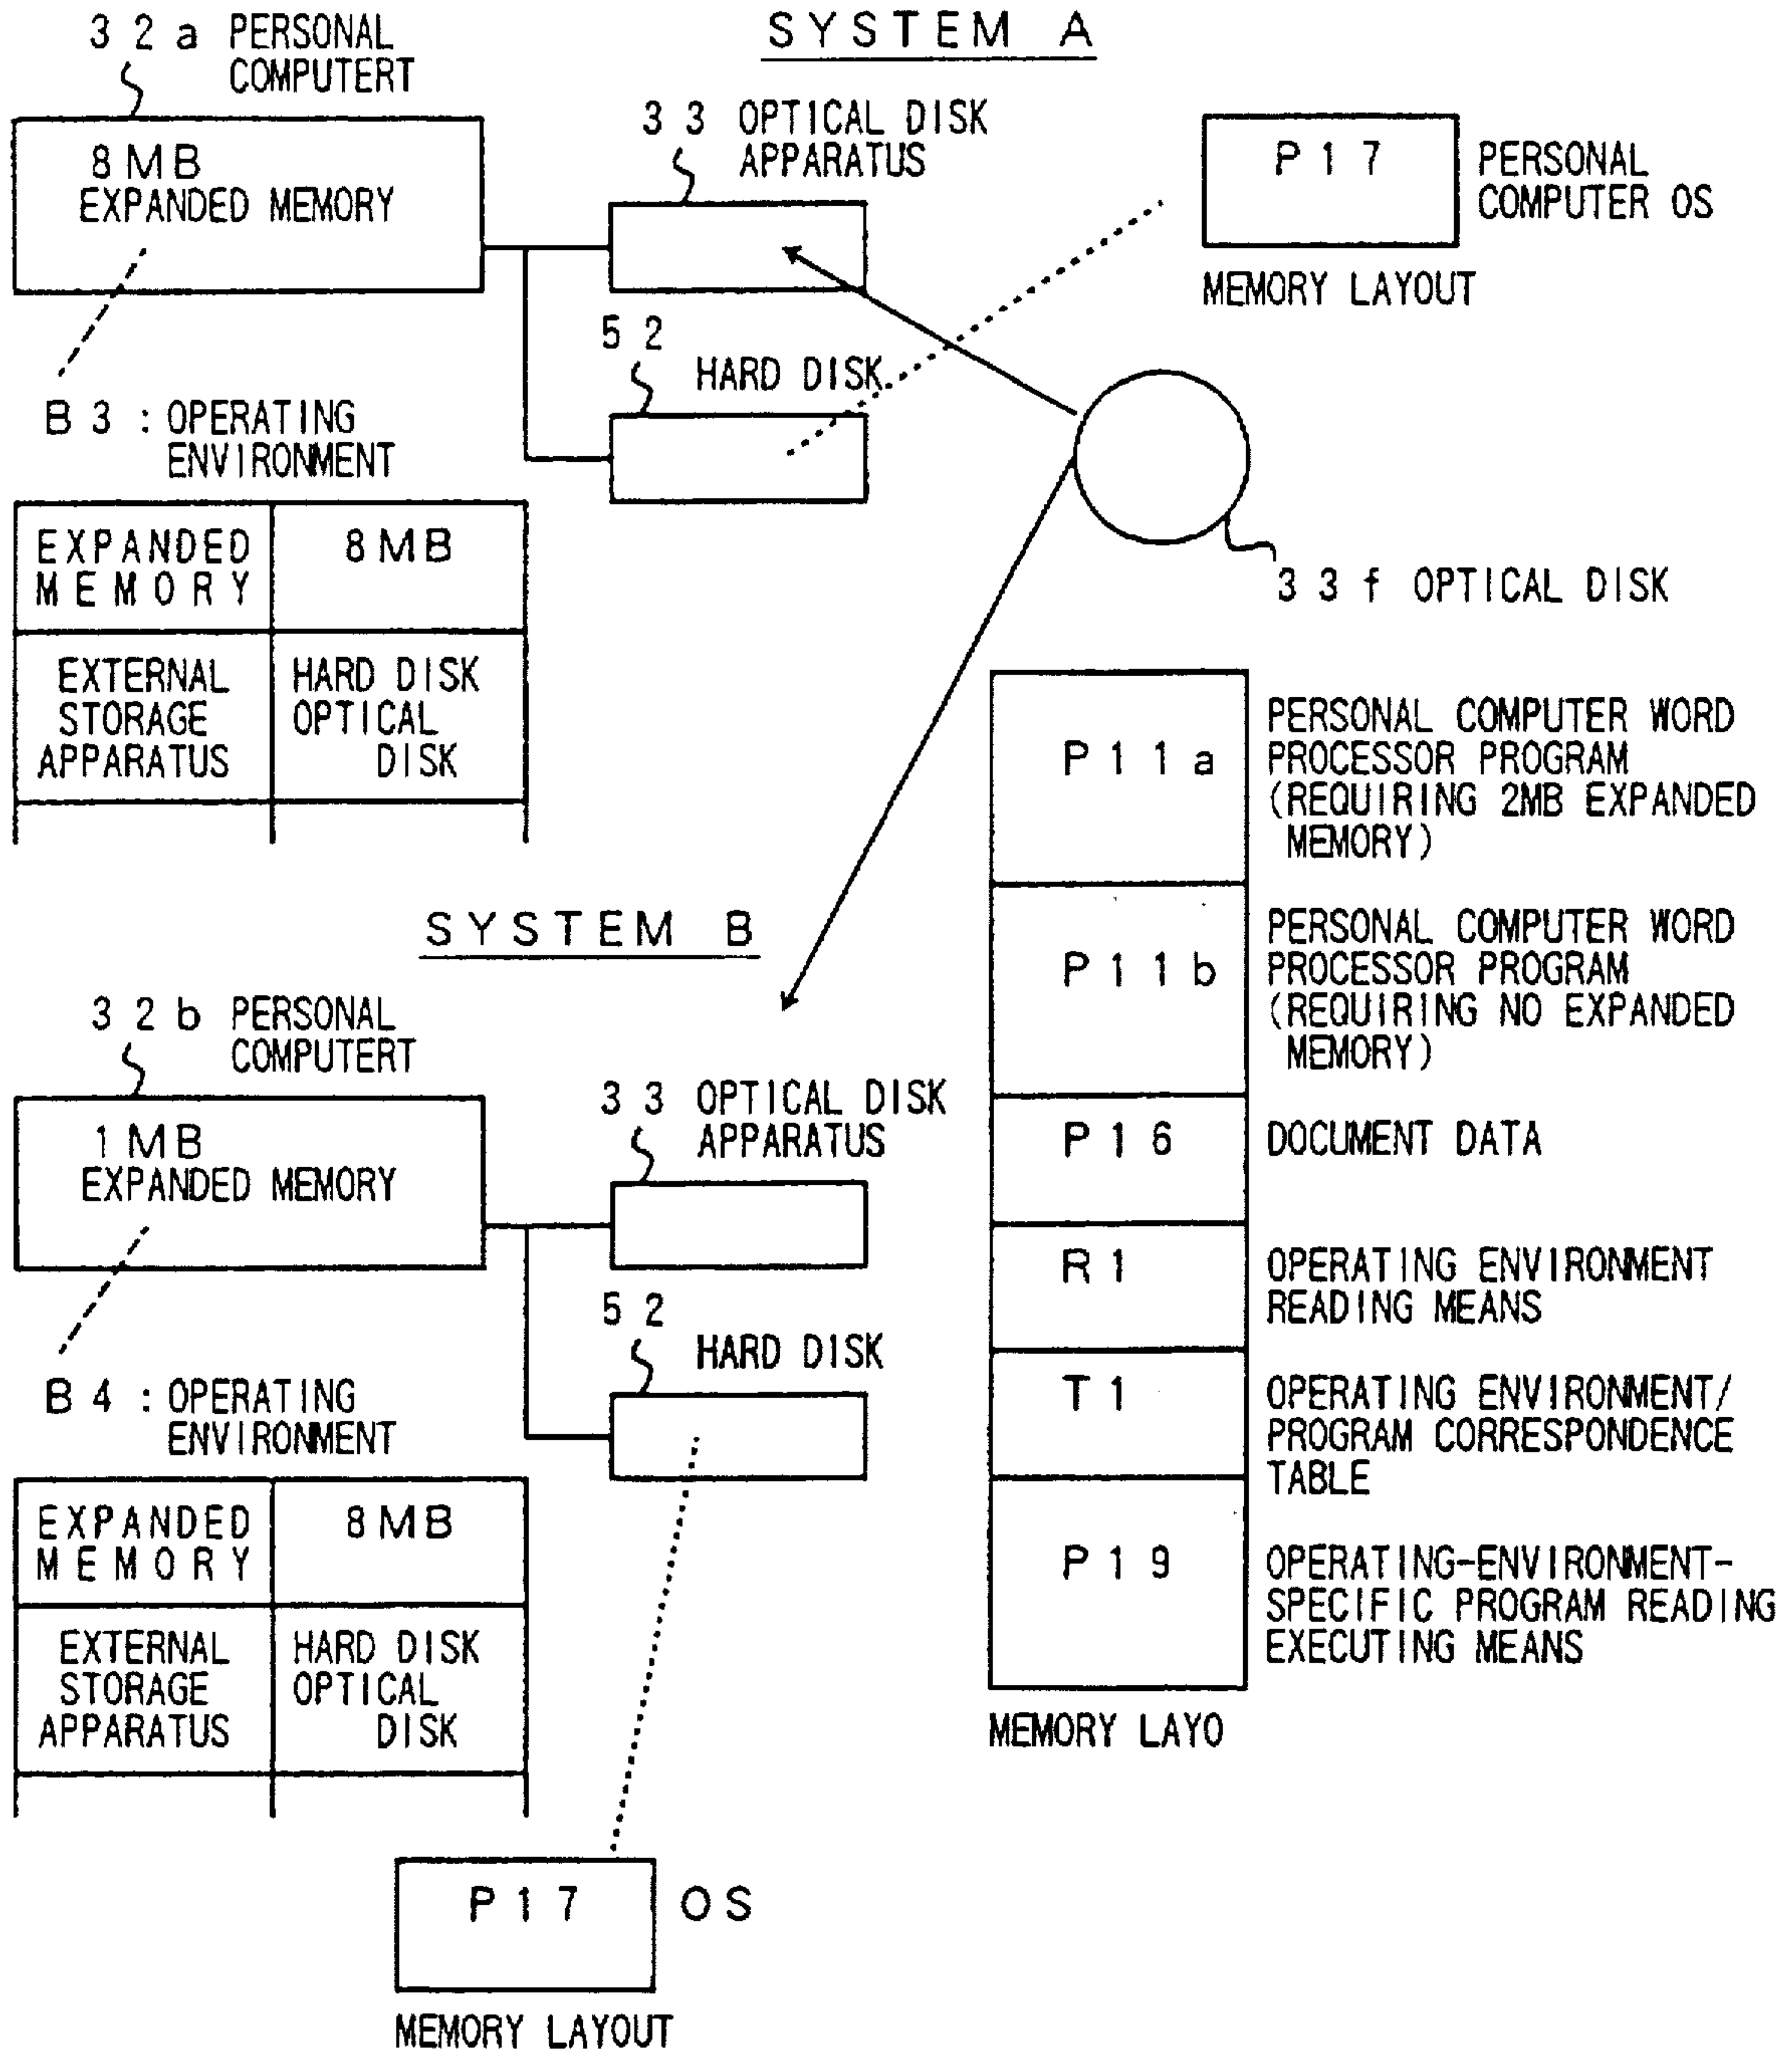 SYSTEM A
32a PERSONAL
COMPUTERT
8MB
EXPANDED MEMORY
33 OPTICAL DISK
APPARATUS
P17
PERSONAL
COMPUTER OS
MEMORY LAYOUT
52
HARD DISK
B3:OPERATING
ENVIRONMENT
EXPANDED
MEMORY
8MB
EXTERNAL
STORAGE
APPARATUS
HARD DISK
OPTICAL
DISK
33f OPTICAL DISK
P11a
PERSONAL COMPUTER WORD
PROCESSOR PROGRAM
(REQUIRING 2MB EXPANDED
MEMORY)
P11b
PERSONAL COMPUTER WORD
PROCESSOR PROGRAM
(REQUIRING NO EXPANDED
MEMORY)
P16
DOCUMENT DATA
R1
OPERATING ENVIRONMENT
READING MEANS
T1
OPERATING ENVIRONMENT/
PROGRAM CORRESPONDENCE
TABLE
P19
OPERATING-ENVIRONMENT-
SPECIFIC PROGRAM READING
EXECUTING MEANS
MEMORY LAYO
SYSTEM B
32b PERSONAL
COMPUTERT
1MB
EXPANDED MEMORY
33 OPTICAL DISK
APPARATUS
52
HARD DISK
B4:OPERATING
ENVIRONMENT
EXPANDED
MEMORY
8MB
EXTERNAL
STORAGE
APPARATUS
HARD DISK
OPTICAL
DISK
P17
OS
MEMORY LAYOUT